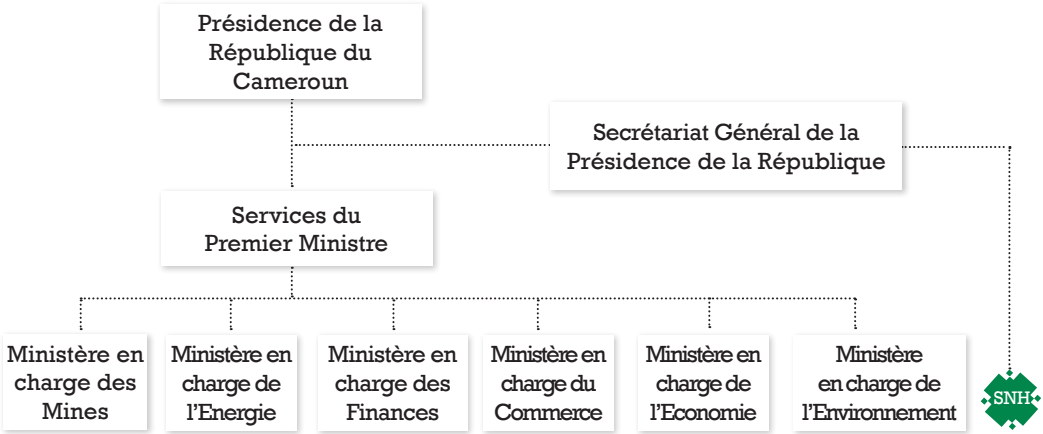 Présidence de la
République du
Cameroun
Secrétariat Général de la
Présidence de la République
Services du
Premier Ministre
Ministère en
charge des
Mines
Ministère en
charge de
l'Energie
Ministère en
charge des
Finances
Ministère en
charge du
Commerce
Ministère en
charge de
l'Economie
Ministère
en charge de
l'Environnement
SNH